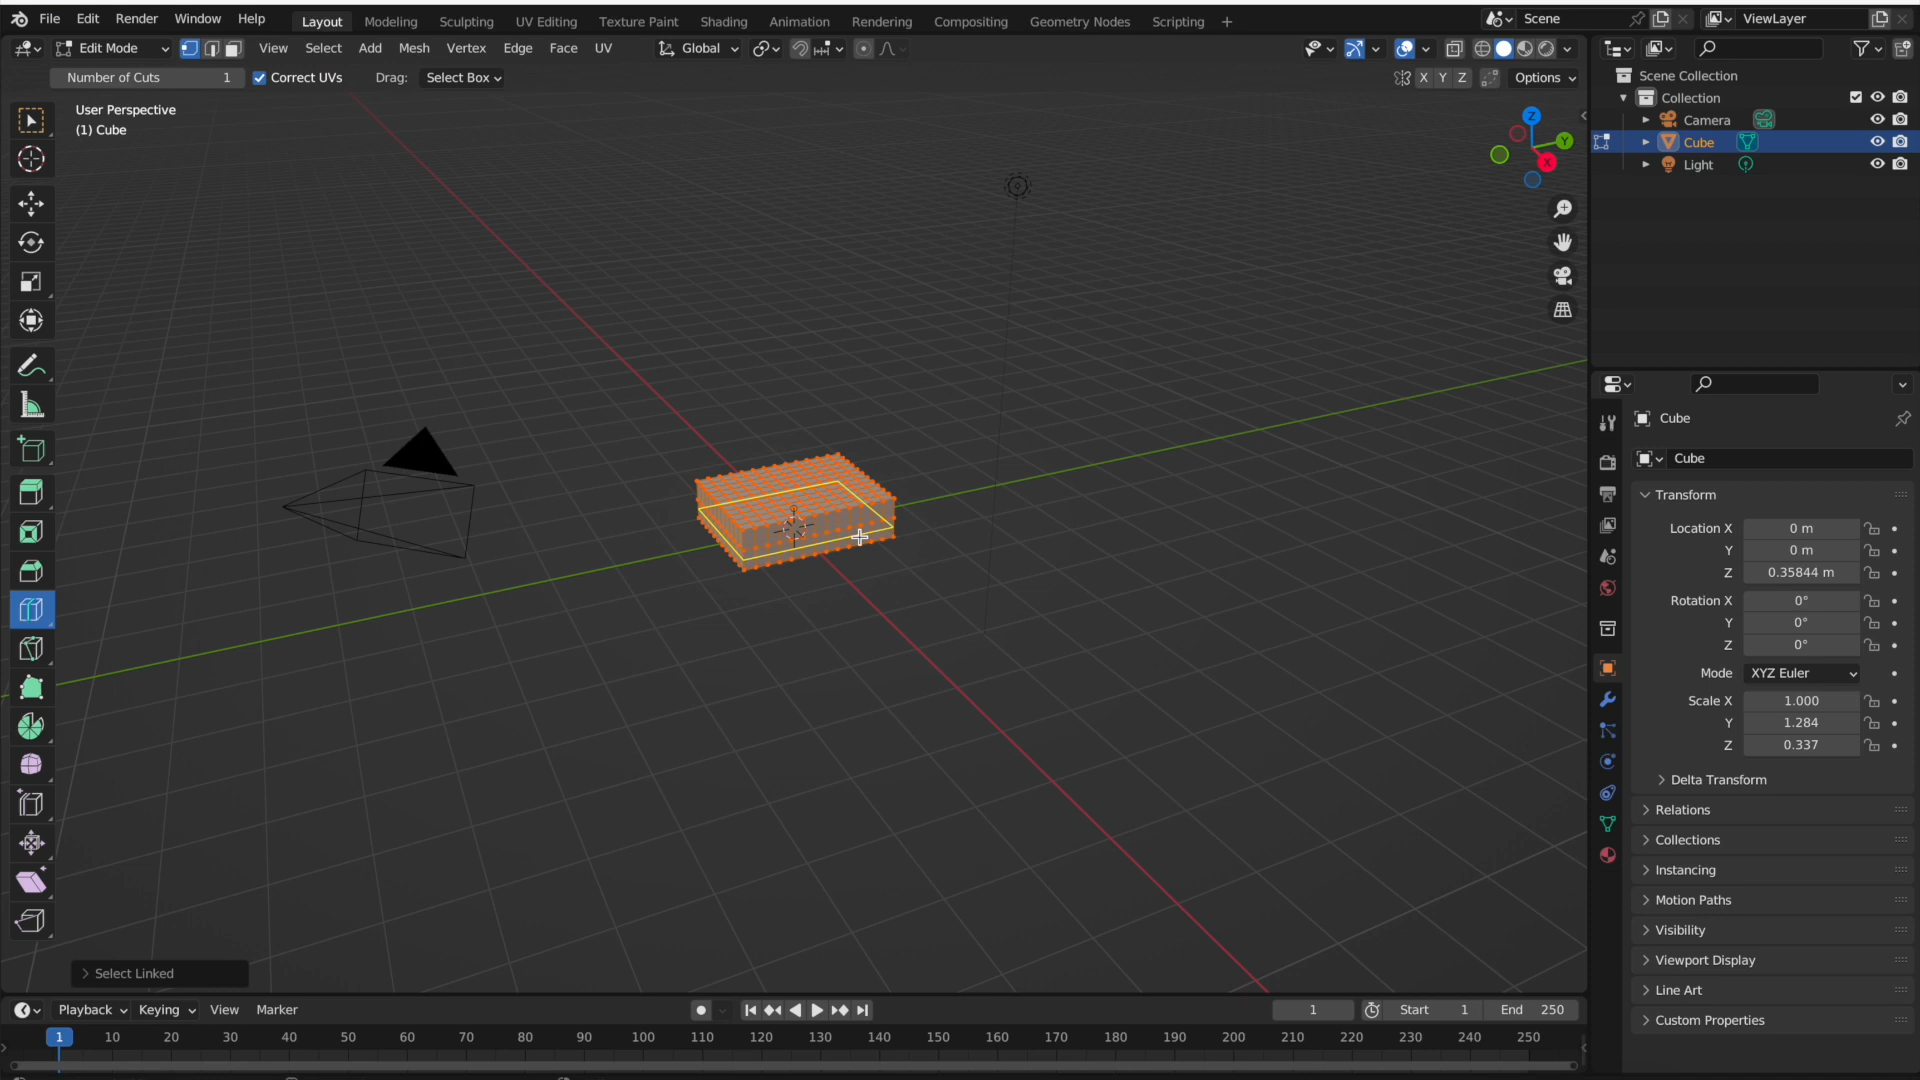 File Edit Render Window Help Layout Modeling Sculpting UV Editing Texture Paint Shading Animation Rendering Compositing Geometry Nodes Scripting + Scene ViewLayer
Edit Mode View Select Add Mesh Vertex Edge Face UV Global
Number of Cuts 1 Correct UVs Drag: Select Box X Y Z Options
User Perspective
(1) Cube
Z
Y
X
Scene Collection
Collection
Camera
Cube
Light
Cube
Cube
Transform
Location X 0 m
Y 0 m
Z 0.35844 m
Rotation X 0°
Y 0°
Z 0°
Mode XYZ Euler
Scale X 1.000
Y 1.284
Z 0.337
Delta Transform
Relations
Collections
Instancing
Motion Paths
Visibility
Viewport Display
Line Art
Custom Properties
Select Linked
Playback Keying View Marker 1 Start 1 End 250
1 10 20 30 40 50 60 70 80 90 100 110 120 130 140 150 160 170 180 190 200 210 220 230 240 250